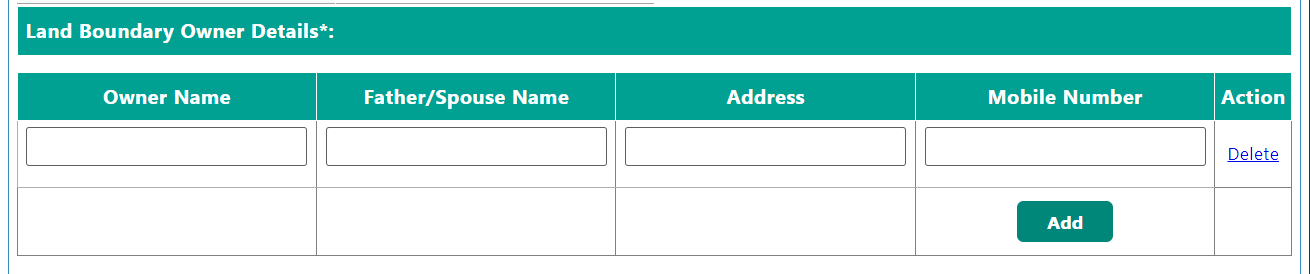 Land Boundary Owner Details*:
Owner Name Father/Spouse Name Address Mobile Number Action
Delete
Add